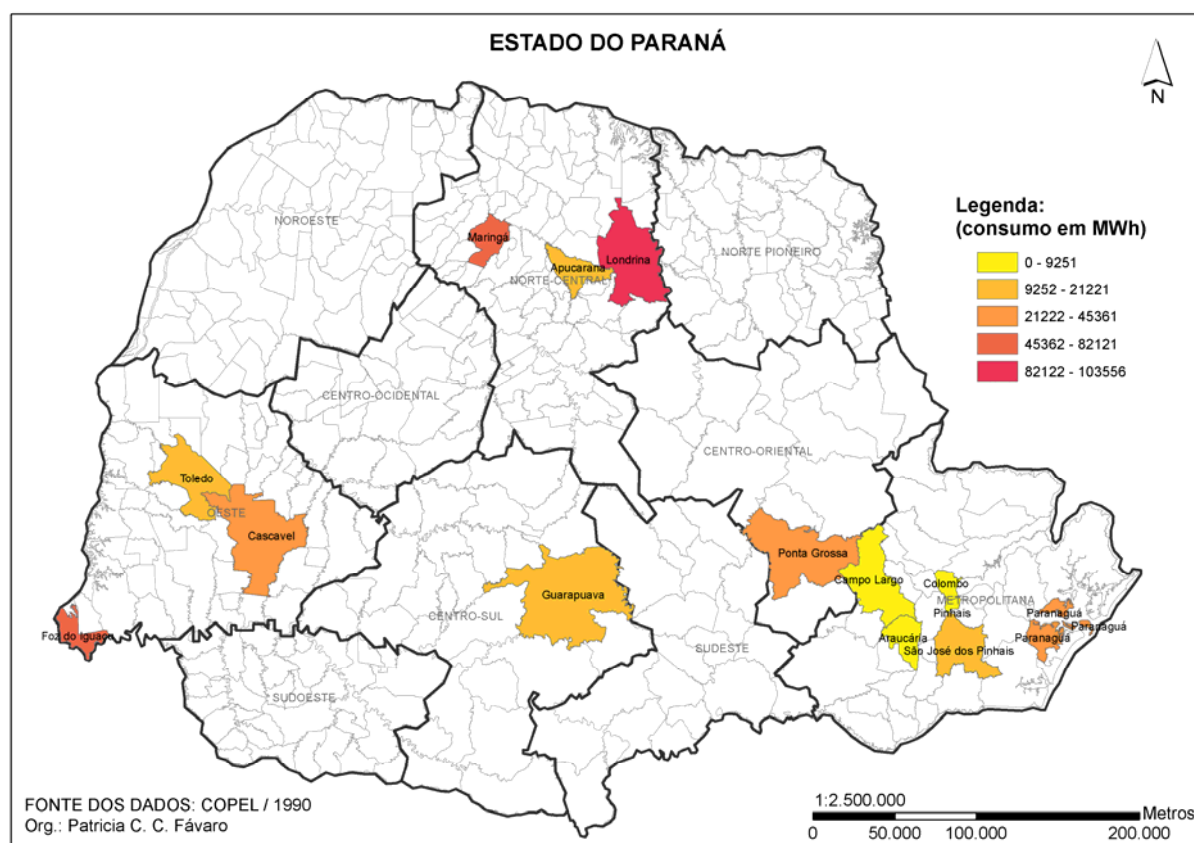 ESTADO DO PARANÁ
N
NOROESTE
Maringá
Apucarana
Londrina
NORTE-CENTRAL
NORTE PIONEIRO
Legenda:
(consumo em MWh)
0 - 9251
9252 - 21221
21222 - 45361
45362 - 82121
82122 - 103556
CENTRO-OCIDENTAL
CENTRO-ORIENTAL
Toledo
OESTE
Cascavel
Ponta Grossa
Campo Largo
Colombo
METROPOLITANA
Pinhais
Paranaguá
Paranaguá
Paranaguá
Araucária
São José dos Pinhais
Guarapuava
CENTRO-SUL
Foz do Iguaçu
SUDESTE
SUDOESTE
FONTE DOS DADOS: COPEL / 1990
Org.: Patricia C. C. Fávaro
1:2.500.000
Metros
0 50.000 100.000 200.000